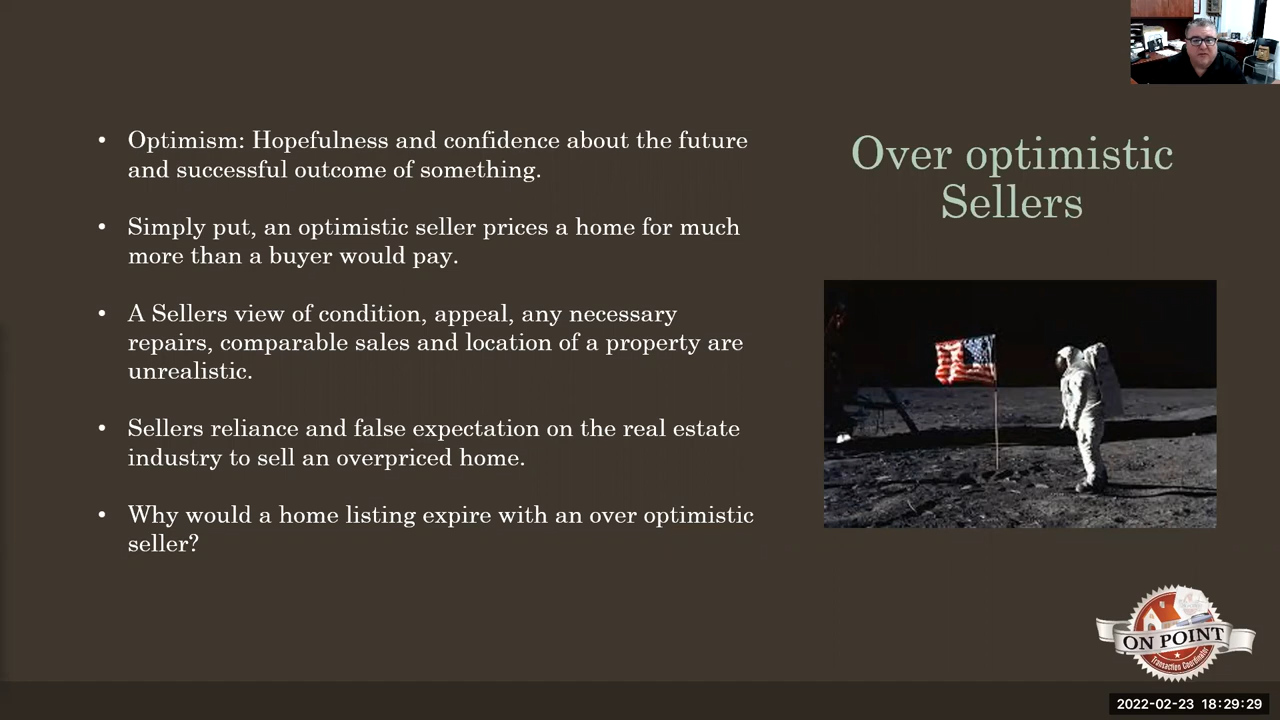 Over optimistic
Sellers
• Optimism: Hopefulness and confidence about the future
and successful outcome of something.
• Simply put, an optimistic seller prices a home for much
more than a buyer would pay.
• A Sellers view of condition, appeal, any necessary
repairs, comparable sales and location of a property are
unrealistic.
• Sellers reliance and false expectation on the real estate
industry to sell an overpriced home.
• Why would a home listing expire with an over optimistic
seller?
ON POINT
Transaction Coordinator
2022-02-23 18:29:29